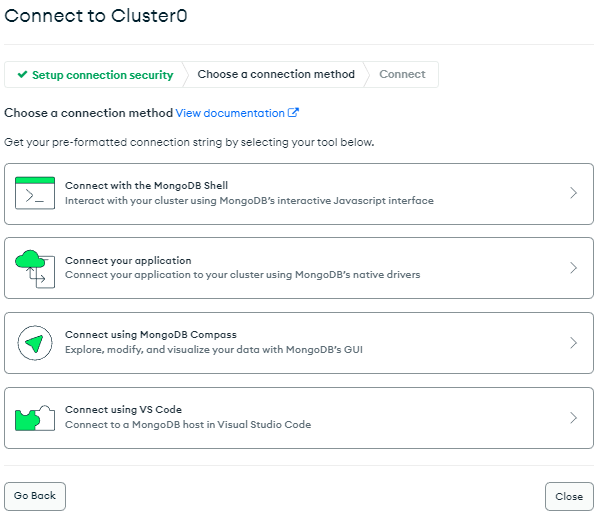 Connect to Cluster0
Setup connection security
Choose a connection method
Connect
Choose a connection method View documentation
Get your pre-formatted connection string by selecting your tool below.
Connect with the MongoDB Shell
Interact with your cluster using MongoDB's interactive Javascript interface
Connect your application
Connect your application to your cluster using MongoDB's native drivers
Connect using MongoDB Compass
Explore, modify, and visualize your data with MongoDB's GUI
Connect using VS Code
Connect to a MongoDB host in Visual Studio Code
Go Back
Close